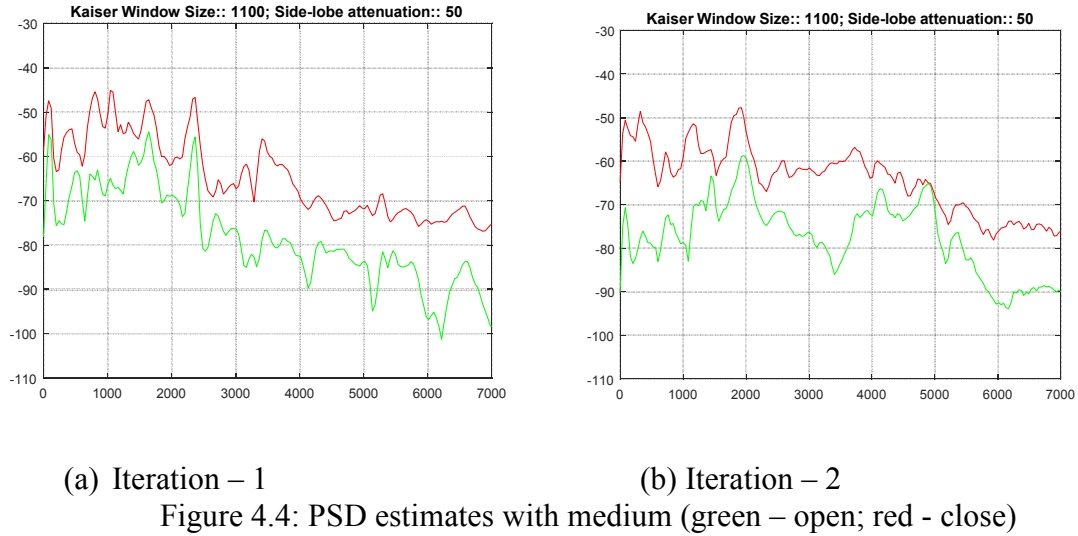 Kaiser Window Size:: 1100; Side-lobe attenuation:: 50
-30
-40
-50
-60
-70
-80
-90
-100
-110
0 1000 2000 3000 4000 5000 6000 7000
Kaiser Window Size:: 1100; Side-lobe attenuation:: 50
-30
-40
-50
-60
-70
-80
-90
-100
-110
0 1000 2000 3000 4000 5000 6000 7000
(a) Iteration – 1
(b) Iteration – 2
Figure 4.4: PSD estimates with medium (green – open; red - close)